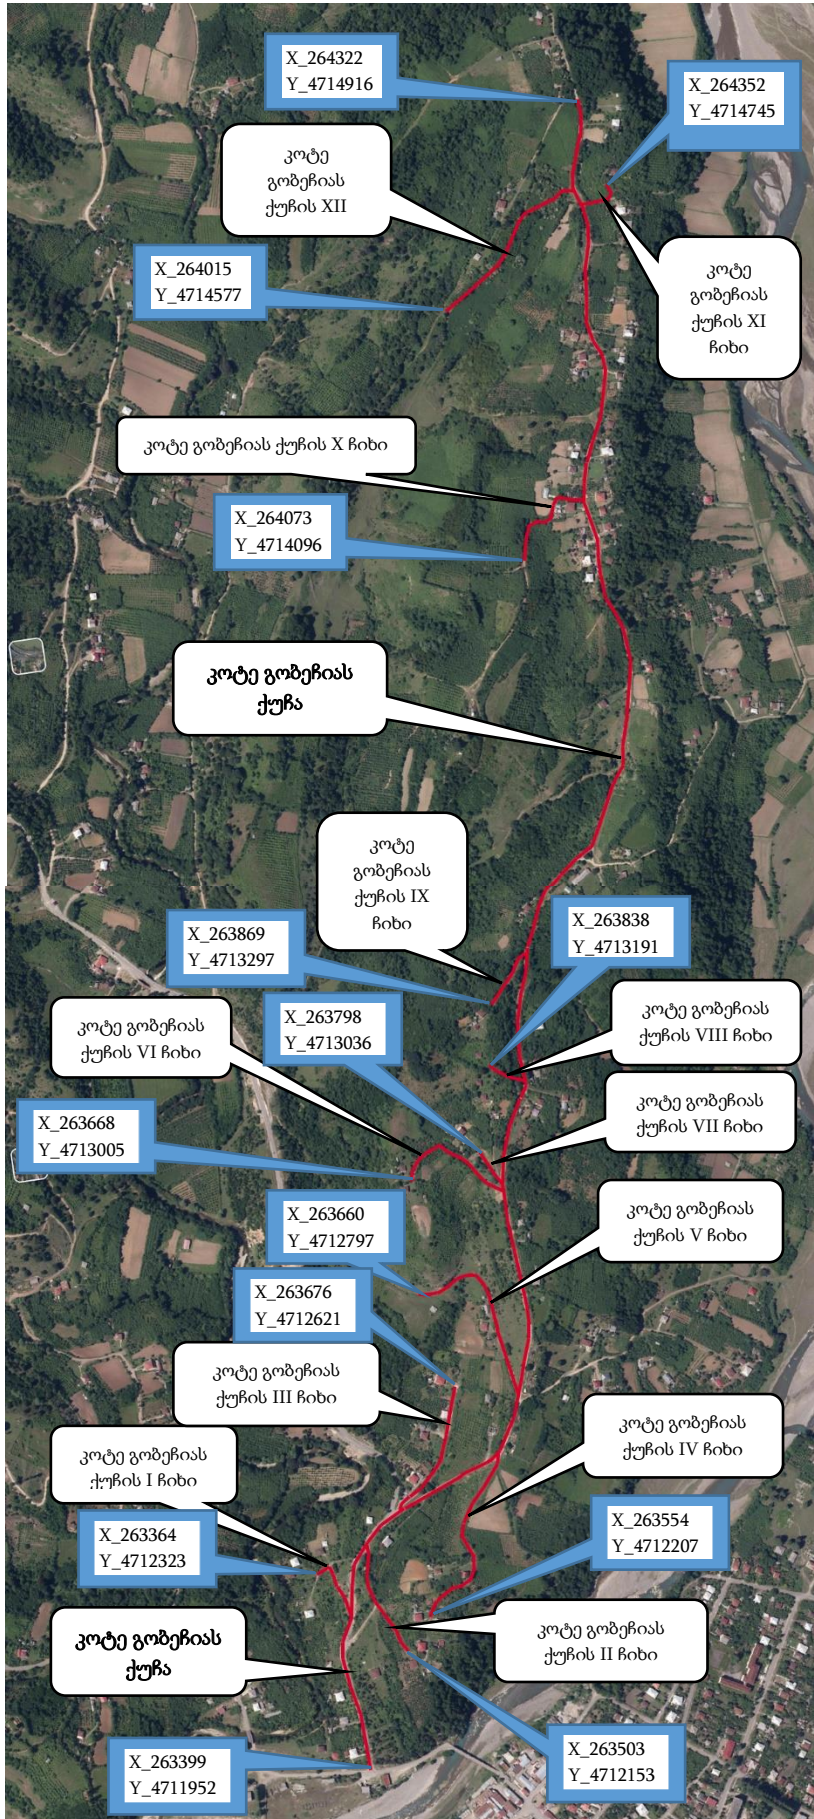 X_264322
Y_4714916
X_264352
Y_4714745
კოტე
გობეჩიას
ქუჩის XII
X_264015
Y_4714577
კოტე
გობეჩიას
ქუჩის XI
ჩიხი
კოტე გობეჩიას ქუჩის X ჩიხი
X_264073
Y_4714096
კოტე გობეჩიას
ქუჩა
კოტე
გობეჩიას
ქუჩის IX
ჩიხი
X_263869
Y_4713297
X_263838
Y_4713191
კოტე გობეჩიას
ქუჩის VIII ჩიხი
X_263798
Y_4713036
კოტე გობეჩიას
ქუჩის VI ჩიხი
კოტე გობეჩიას
ქუჩის VII ჩიხი
X_263668
Y_4713005
კოტე გობეჩიას
ქუჩის V ჩიხი
X_263660
Y_4712797
X_263676
Y_4712621
კოტე გობეჩიას
ქუჩის III ჩიხი
კოტე გობეჩიას
ქუჩის IV ჩიხი
კოტე გობეჩიას
ქუჩის I ჩიხი
X_263364
Y_4712323
X_263554
Y_4712207
კოტე გობეჩიას
ქუჩა
კოტე გობეჩიას
ქუჩის II ჩიხი
X_263399
Y_4711952
X_263503
Y_4712153